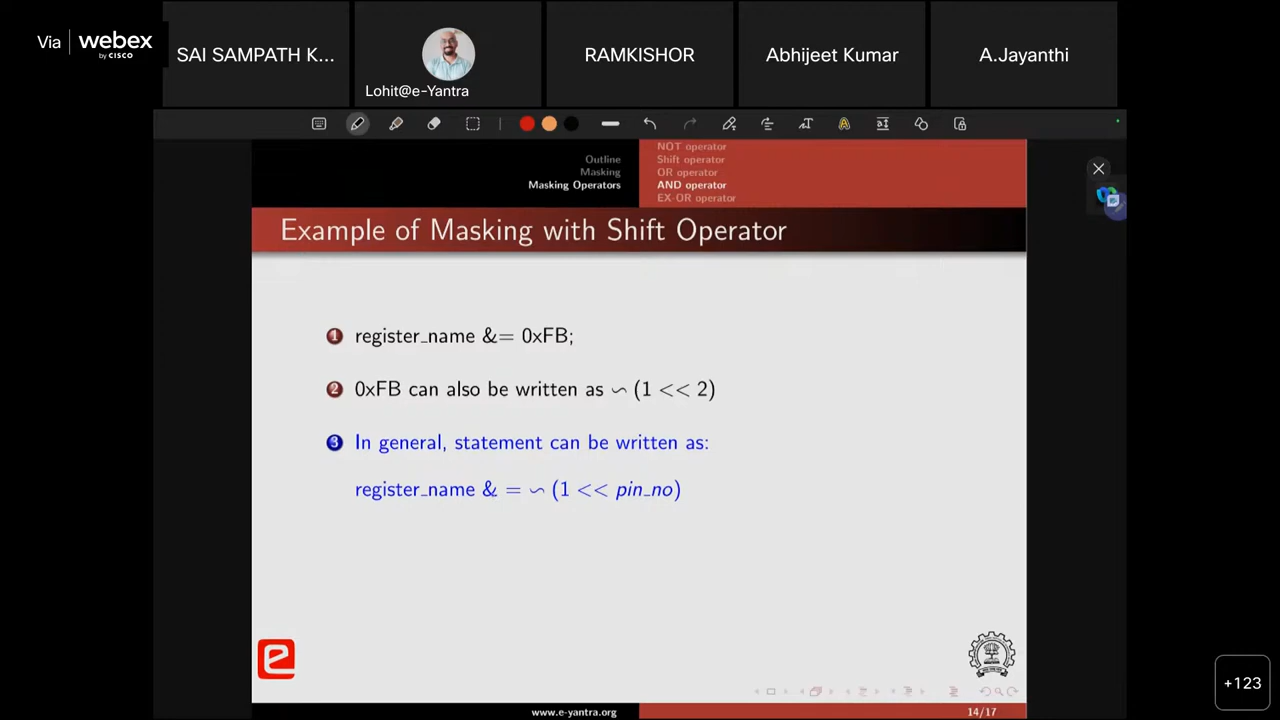 Via webex
by CISCO
SAI SAMPATH K...
Lohit@e-Yantra
RAMKISHOR
Abhijeet Kumar
A.Jayanthi
Outline
Masking
Masking Operators
NOT operator
Shift operator
OR operator
AND operator
EX-OR operator
Example of Masking with Shift Operator
1 register_name &= 0xFB;
2 0xFB can also be written as ∽ (1 << 2)
3 In general, statement can be written as:
register_name & = ∽ (1 << pin_no)
www.e-yantra.org
14/17
+123